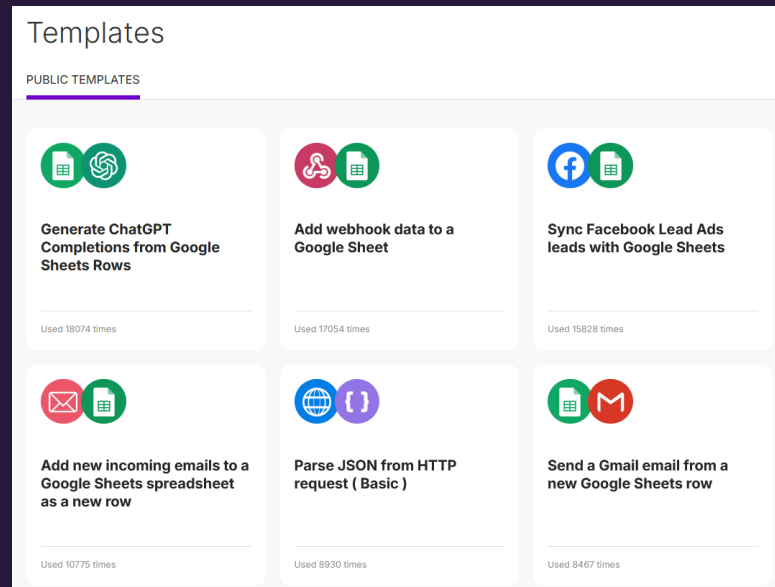 Templates
PUBLIC TEMPLATES
Generate ChatGPT
Completions from Google
Sheets Rows
Used 18074 times
Add webhook data to a
Google Sheet
Used 17054 times
Sync Facebook Lead Ads
leads with Google Sheets
Used 15828 times
Add new incoming emails to a
Google Sheets spreadsheet
as a new row
Used 10775 times
Parse JSON from HTTP
request ( Basic )
Used 8930 times
Send a Gmail email from a
new Google Sheets row
Used 8467 times